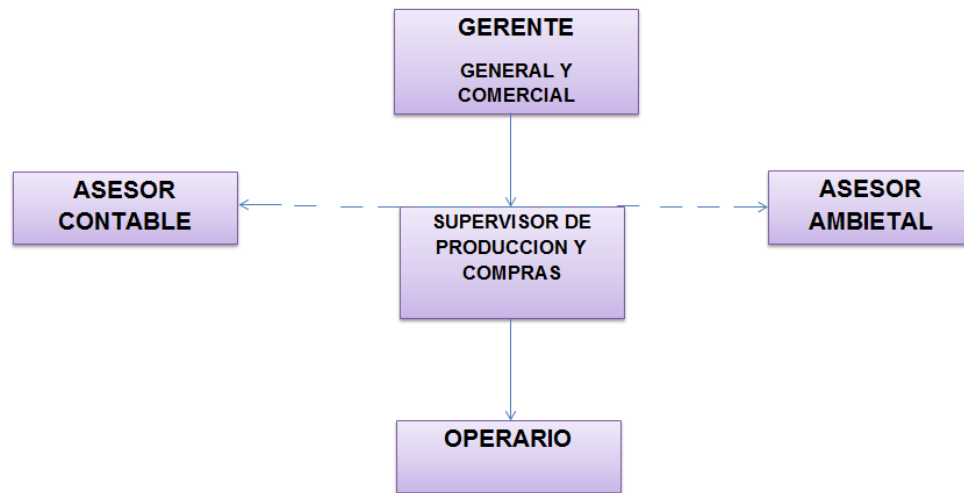 GERENTE
GENERAL Y
COMERCIAL
ASESOR
CONTABLE
SUPERVISOR DE
PRODUCCION Y
COMPRAS
ASESOR
AMBIETAL
OPERARIO